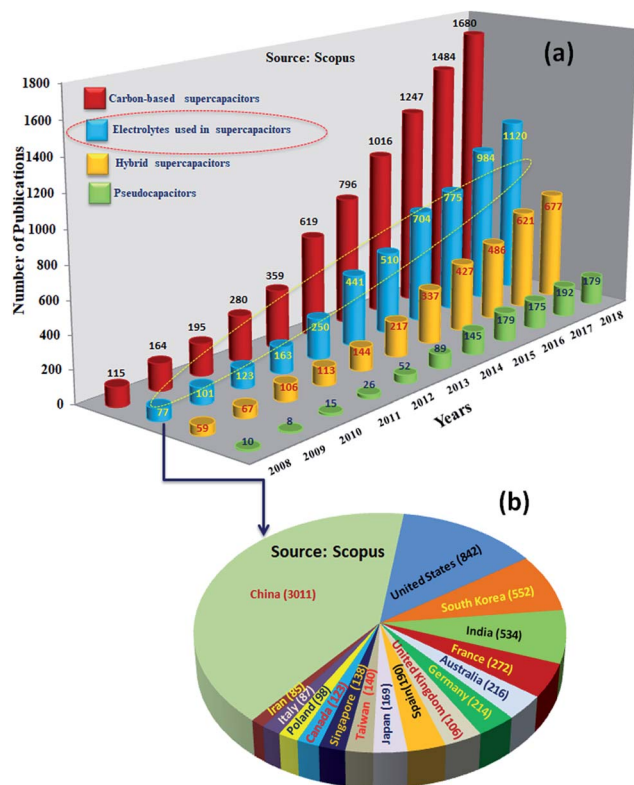 (a)
Source: Scopus
Carbon-based supercapacitors
Electrolytes used in supercapacitors
Hybrid supercapacitors
Pseudocapacitors
Number of Publications
1800
1600
1400
1200
1000
800
600
400
200
0
115
164
195
280
359
619
796
1016
1247
1484
1680
77
101
123
163
250
441
510
704
775
984
1120
59
67
106
113
144
217
337
427
486
621
677
10
8
15
26
52
89
145
179
175
192
179
2008
2009
2010
2011
2012
2013
2014
2015
2016
2017
2018
Years
(b)
Source: Scopus
China (3011)
United States (842)
South Korea (552)
India (534)
France (272)
Australia (216)
Germany (214)
United Kingdom (106)
Spain (190)
Japan (169)
Taiwan (140)
Singapore (138)
Canada (123)
Poland (98)
Italy (87)
Iran (85)